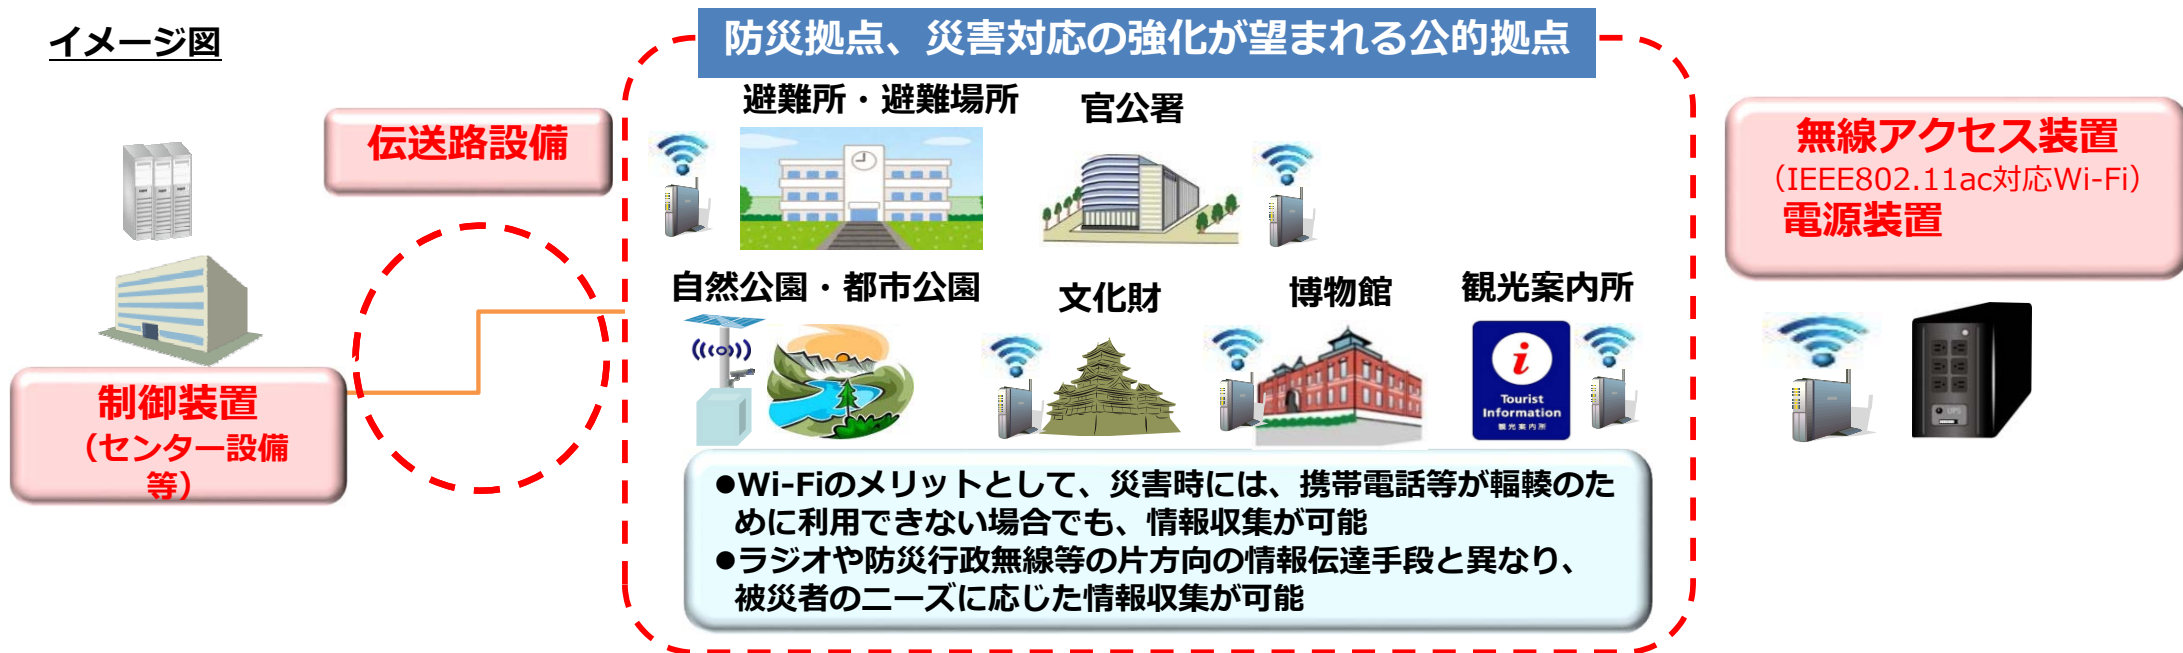 イメージ図
防災拠点、災害対応の強化が望まれる公的拠点
伝送路設備
避難所・避難場所
官公署
無線アクセス装置
（IEEE802.11ac対応Wi-Fi）
電源装置
自然公園・都市公園
文化財
博物館
観光案内所
i
Tourist
Information
観光案内所
UPS
制御装置
（センター設備
等）
●Wi-Fiのメリットとして、災害時には、携帯電話等が輻輳のた
めに利用できない場合でも、情報収集が可能
●ラジオや防災行政無線等の片方向の情報伝達手段と異なり、
被災者のニーズに応じた情報収集が可能